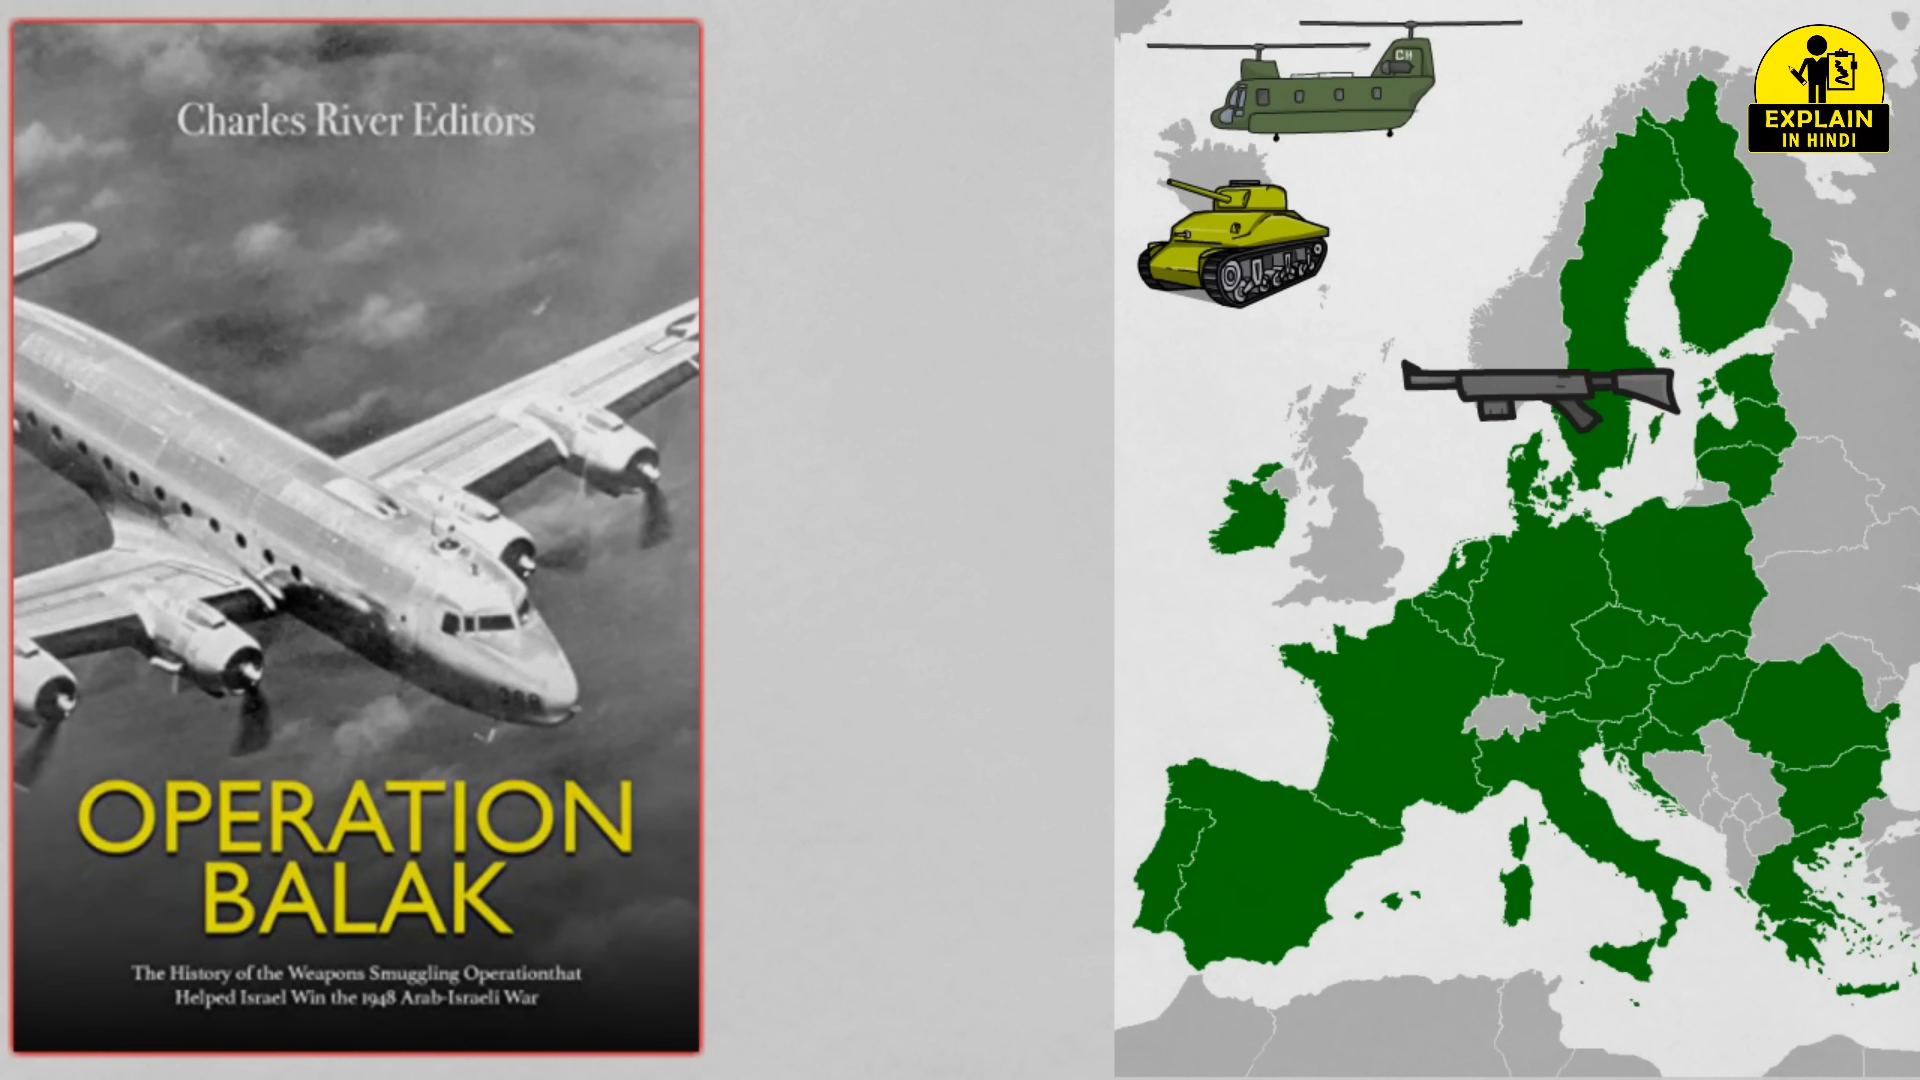 Charles River Editors
OPERATION
BALAK
The History of the Weapons Smuggling Operationthat
Helped Israel Win the 1948 Arab-Israeli War
CH
EXPLAIN
IN HINDI